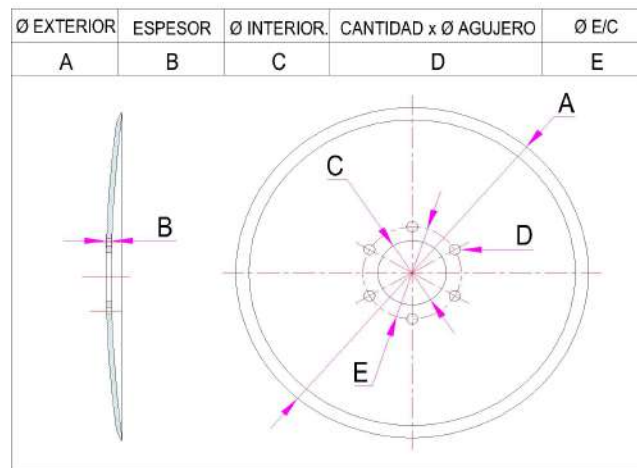 Ø EXTERIOR ESPESOR Ø INTERIOR. CANTIDAD x Ø AGUJERO Ø E/C
A B C D E
A
C
B
D
E